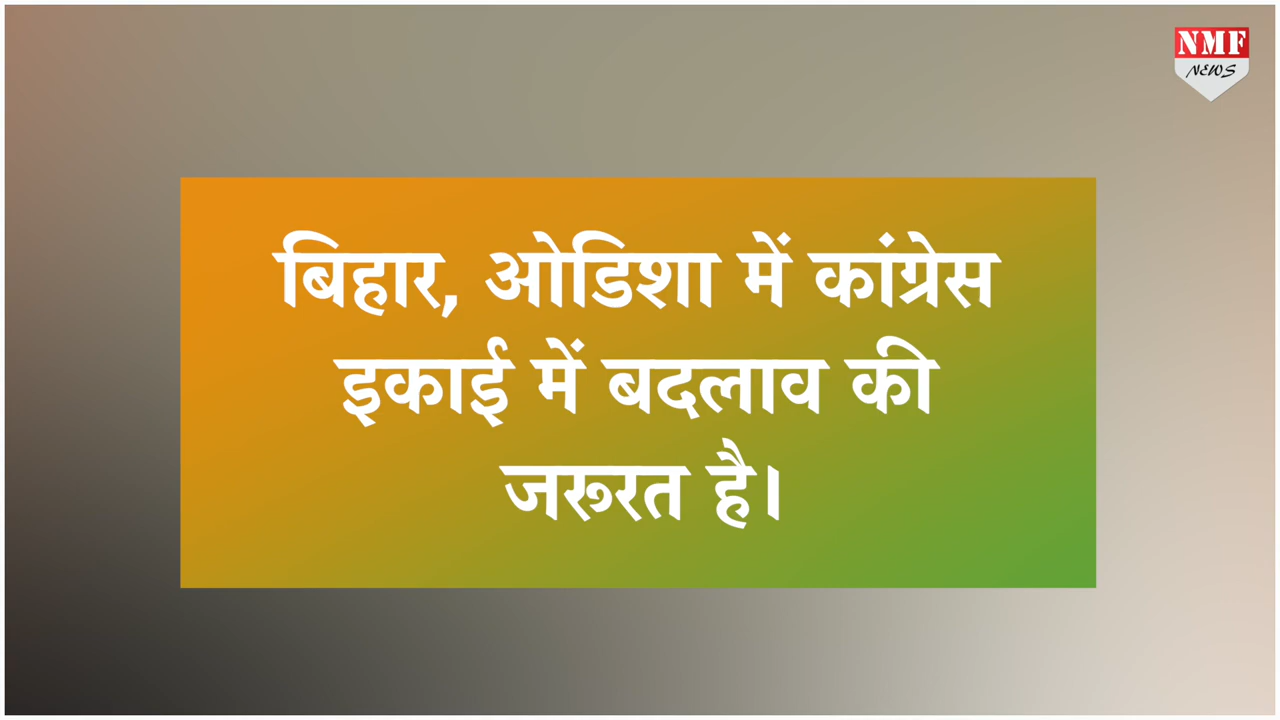 NMF
NEWS
बिहार, ओडिशा में कांग्रेस
इकाई में बदलाव की
जरूरत है।